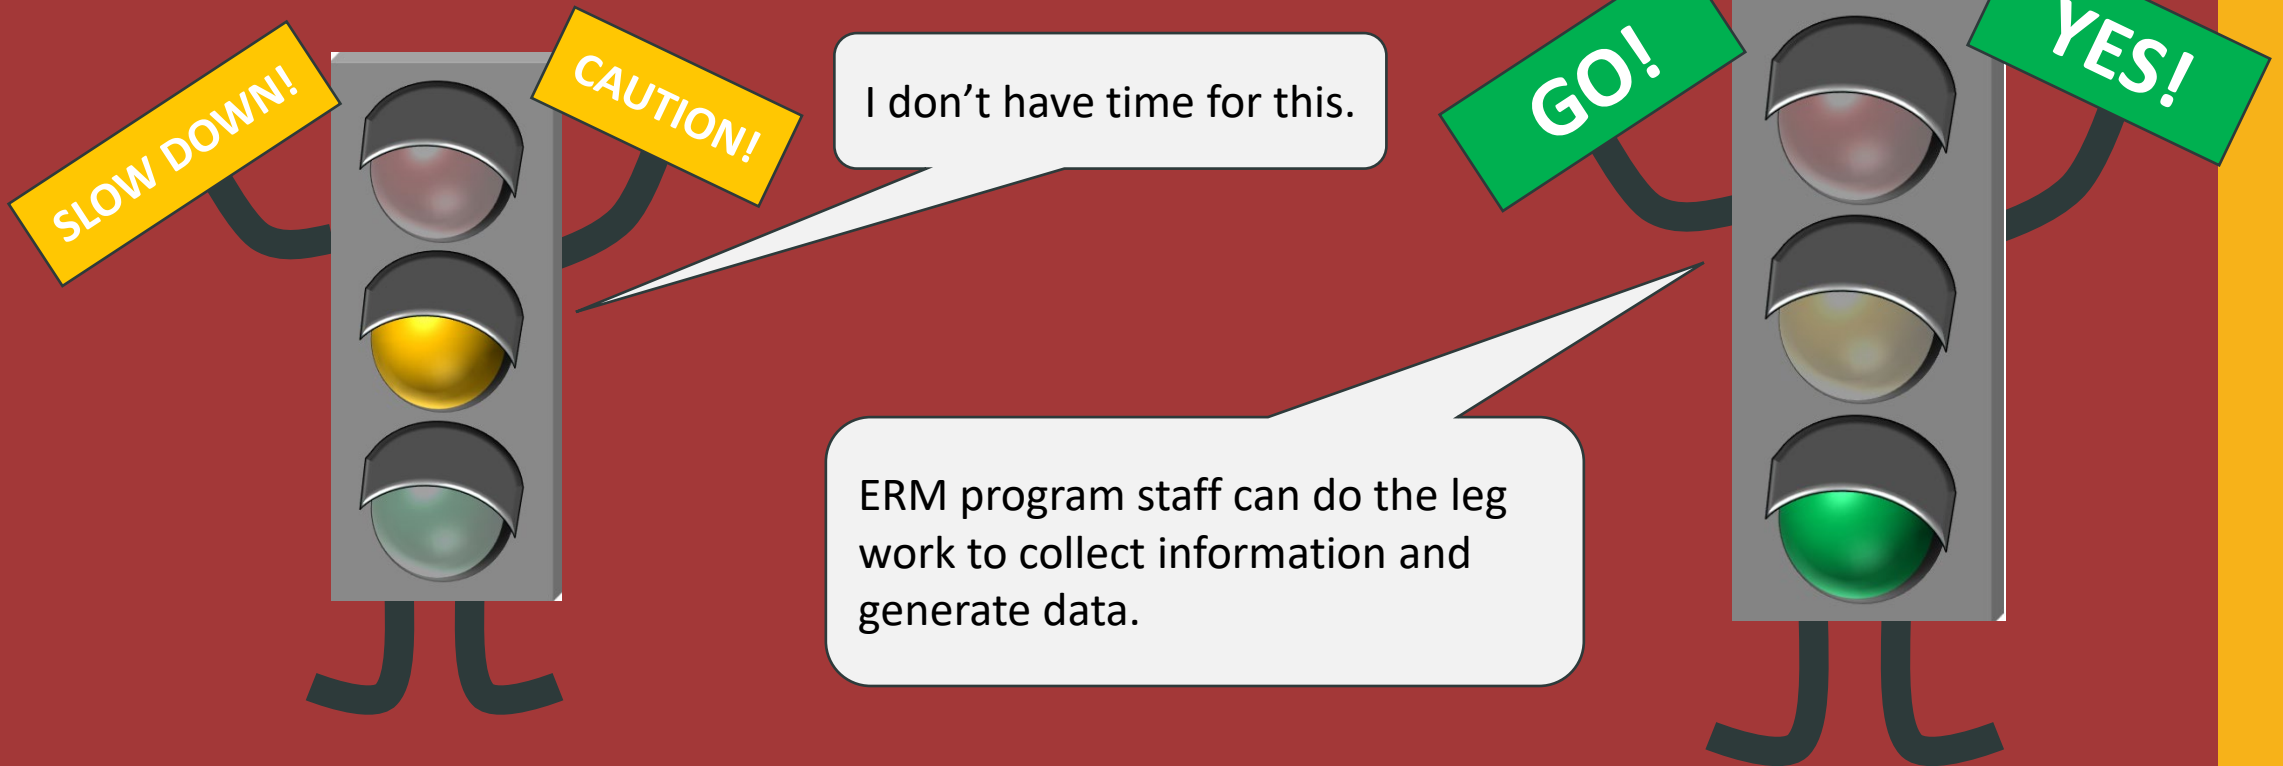 SLOW DOWN!
CAUTION!
I don’t have time for this.
GO!
YES!
ERM program staff can do the leg
work to collect information and
generate data.